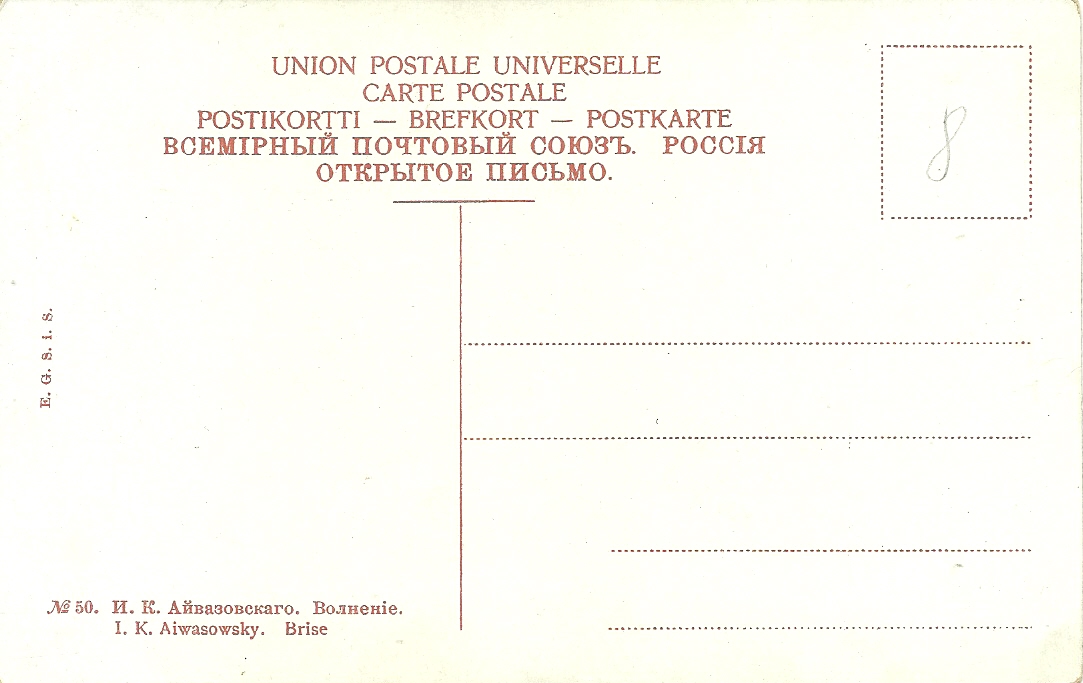 UNION POSTALE UNIVERSELLE
CARTE POSTALE
POSTIKORTTI — BREFKORT — POSTKARTE
ВСЕМІРНЫЙ ПОЧТОВЫЙ СОЮЗЪ. РОССІЯ
ОТКРЫТОЕ ПИСЬМО.
8
E. G. s. i. s.
№ 50. И. К. Айвазовскаго. Волненіе.
I. K. Aiwasowsky. Brise